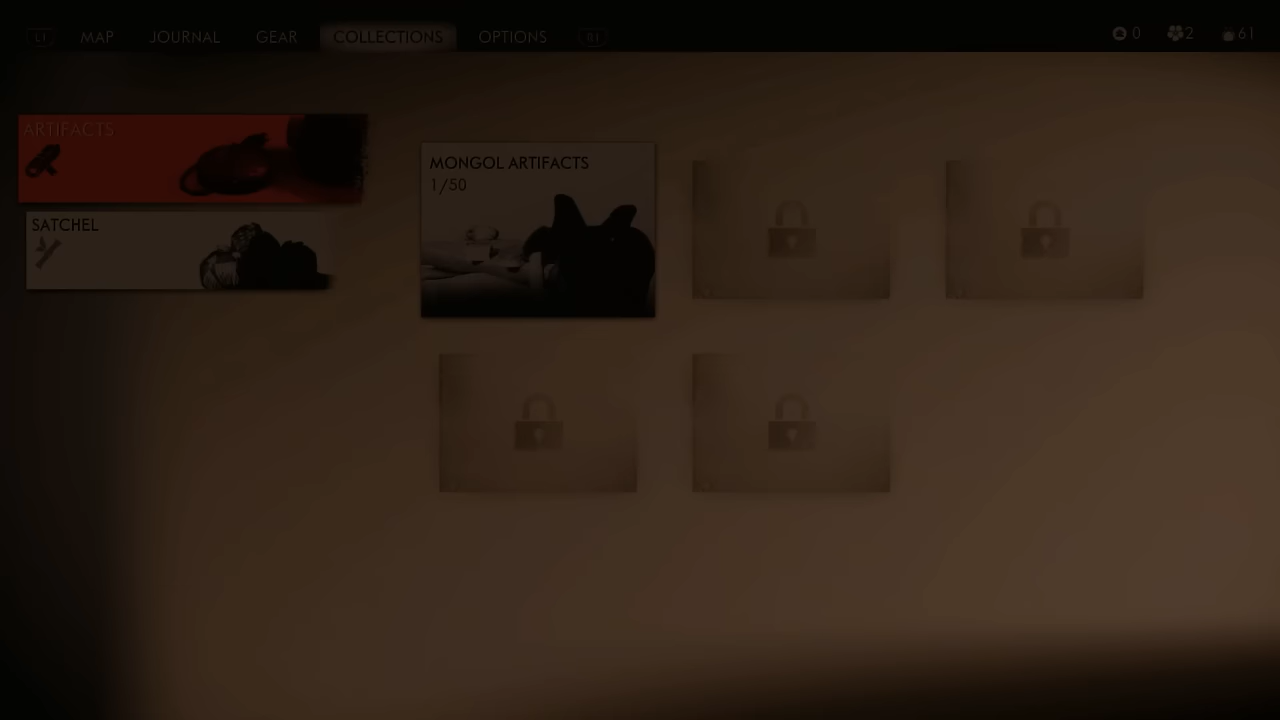 L1 MAP JOURNAL GEAR COLLECTIONS OPTIONS R1 0 2 61
ARTIFACTS
SATCHEL
MONGOL ARTIFACTS
1/50